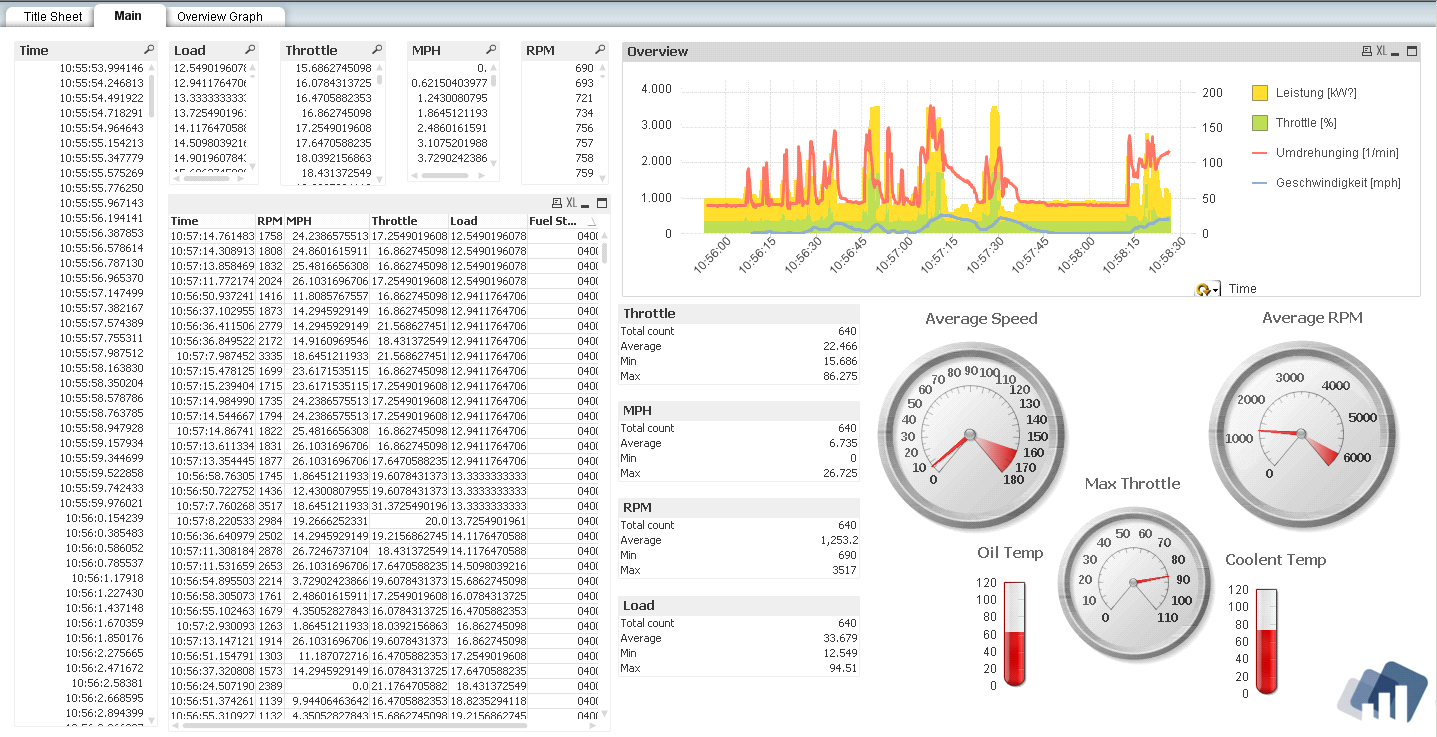 Title Sheet Main Overview Graph
Time
10:55:53.994146
10:55:54.246813
10:55:54.491922
10:55:54.718291
10:55:54.964643
10:55:55.154213
10:55:55.347779
10:55:55.575269
10:55:55.776250
10:55:55.967143
10:55:56.194141
10:55:56.387853
10:55:56.578614
10:55:56.787130
10:55:56.965370
10:55:57.147499
10:55:57.382167
10:55:57.574389
10:55:57.755311
10:55:57.987512
10:55:58.163830
10:55:58.350204
10:55:58.578786
10:55:58.763785
10:55:58.947928
10:55:59.157934
10:55:59.344699
10:55:59.522858
10:55:59.742433
10:55:59.976021
10:56:0.154239
10:56:0.385483
10:56:0.586052
10:56:0.785537
10:56:1.17918
10:56:1.227430
10:56:1.437148
10:56:1.670359
10:56:1.850176
10:56:2.275665
10:56:2.471672
10:56:2.58381
10:56:2.668595
10:56:2.894399
Load
12.5490196078
12.941176470
13.333333333
13.725490196
14.117647058
14.509803921
14.901960784
Throttle
15.6862745098
16.0784313725
16.4705882353
16.862745098
17.2549019608
17.6470588235
18.0392156863
18.431372549
MPH
0.
0.62150403977
1.2430080795
1.8645121193
2.4860161591
3.1075201988
3.7290242386
RPM
690
693
721
734
756
757
758
759
XL
Time RPM MPH Throttle Load Fuel St...
10:57:14.761483 1758 24.2386575513 17.2549019608 12.5490196078 0400
10:57:14.308913 1808 24.8601615911 16.862745098 12.5490196078 0400
10:57:13.858469 1832 25.4816656308 16.862745098 12.5490196078 0400
10:57:11.772174 2024 26.1031696706 17.2549019608 12.5490196078 0400
10:56:50.937241 1416 11.8085767557 16.862745098 12.9411764706 0400
10:56:37.102955 1873 14.2945929149 16.862745098 12.9411764706 0400
10:56:36.411506 2779 14.2945929149 21.568627451 12.9411764706 0400
10:56:36.849522 2172 14.9160969546 18.431372549 12.9411764706 0400
10:57:7.987452 3335 18.6451211933 21.568627451 12.9411764706 0400
10:57:15.478125 1699 23.6171535115 16.862745098 12.9411764706 0400
10:57:15.239404 1715 23.6171535115 17.2549019608 12.9411764706 0400
10:57:14.984990 1735 24.2386575513 17.2549019608 12.9411764706 0400
10:57:14.544667 1794 24.2386575513 16.862745098 12.9411764706 0400
10:57:14.86741 1822 25.4816656308 16.862745098 12.9411764706 0400
10:57:13.611334 1831 26.1031696706 16.862745098 12.9411764706 0400
10:57:13.354445 1877 26.1031696706 17.6470588235 12.9411764706 0400
10:56:58.76305 1745 1.8645121193 19.6078431373 13.3333333333 0400
10:56:50.722752 1436 12.4300807955 19.6078431373 13.3333333333 0400
10:57:7.760268 3517 18.6451211933 31.3725490196 13.3333333333 0400
10:57:8.220533 2984 19.2666252331 20.0 13.7254901961 0400
10:56:36.640979 2502 14.2945929149 19.2156862745 14.1176470588 0400
10:57:11.308184 2878 26.7246737104 18.431372549 14.1176470588 0400
10:57:11.531659 2653 26.1031696706 17.6470588235 14.5098039216 0400
10:56:54.895503 2214 3.72902423866 19.6078431373 15.6862745098 0400
10:56:58.305073 1761 2.48601615911 17.2549019608 16.0784313725 0400
10:56:55.102463 1679 4.35052827843 16.0784313725 16.4705882353 0400
10:57:2.930093 1263 1.8645121193 18.0392156863 16.862745098 0400
10:57:13.147121 1914 26.1031696706 19.6078431373 16.862745098 0400
10:56:51.154791 1303 11.187072716 16.4705882353 17.2549019608 0400
10:56:37.320808 1573 14.2945929149 16.0784313725 17.6470588235 0400
10:56:24.507190 2389 0.0 21.1764705882 18.431372549 0400
10:56:51.374261 1139 9.94406463642 16.4705882353 18.8235294118 0400
10:56:55.310927 1132 4.35052827843 15.6862745098 19.2156862745 0400
Overview XL
4.000
3.000
2.000
1.000
0
200
150
100
50
0
10:56:00 10:56:15 10:56:30 10:56:45 10:57:00 10:57:15 10:57:30 10:57:45 10:58:00 10:58:15 10:58:30
Time
Leistung [kW?]
Throttle [%]
Umdrehunging [1/min]
Geschwindigkeit [mph]
Throttle
Total count 640
Average 22.466
Min 15.686
Max 86.275
MPH
Total count 640
Average 6.735
Min 0
Max 26.725
RPM
Total count 640
Average 1,253.2
Min 690
Max 3517
Load
Total count 640
Average 33.679
Min 12.549
Max 94.51
Average Speed
0 10 20 30 40 50 60 70 80 90 100 110 120 130 140 150 160 170 180
Average RPM
0 1000 2000 3000 4000 5000 6000
Max Throttle
0 10 20 30 40 50 60 70 80 90 100 110
Oil Temp
120
100
80
60
40
20
0
Coolent Temp
120
100
80
60
40
20
0